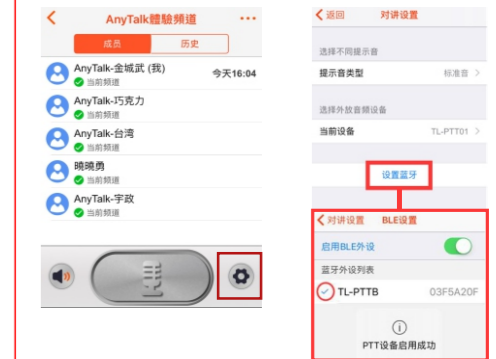 AnyTalk體驗頻道
成员
历史
AnyTalk-金城武 (我)
今天16:04
当前频道
AnyTalk-巧克力
当前频道
AnyTalk-台湾
当前频道
曉曉勇
当前频道
AnyTalk-宇政
当前频道
返回 对讲设置
选择不同提示音
提示音类型 标准音
选择外放音频设备
当前设备 TL-PTT01
设置蓝牙
对讲设置 BLE设置
启用BLE外设
蓝牙外设列表
TL-PTTB 03F5A20F
PTT设备启用成功